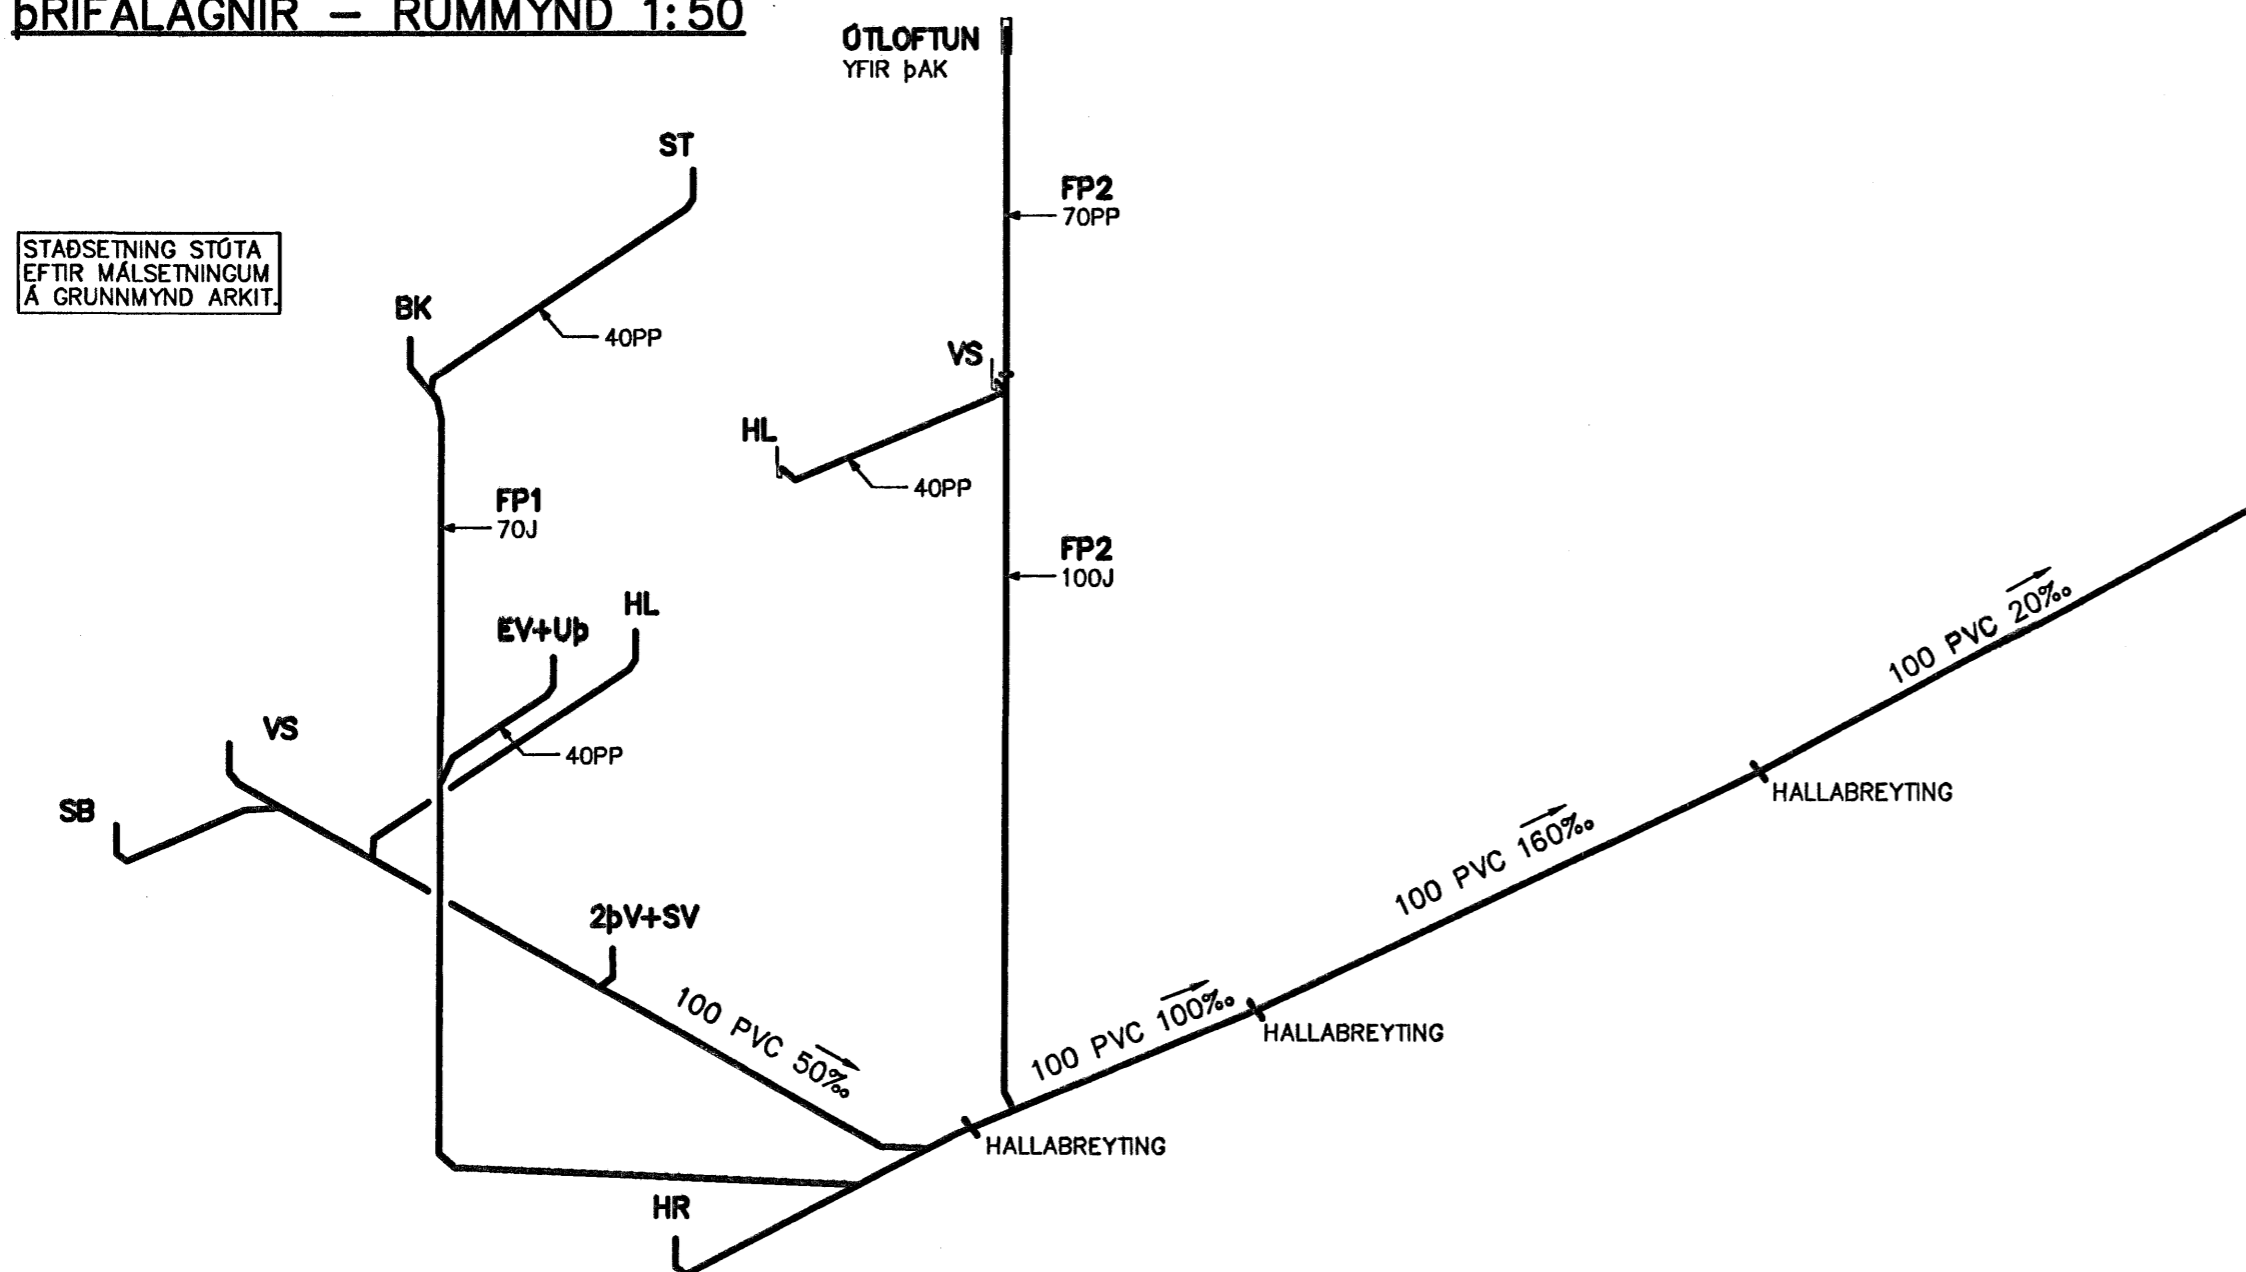 ÞRIFALAGNIR – RÚMMYND 1:50
ÚTLOFTUN
YFIR ÞAK
ST
FP2
70PP
STAÐSETNING STÚTA
EFTIR MÁLSETNINGUM
Á GRUNNMYND ARKIT.
BK
40PP
VS
HL
40PP
FP1
70J
FP2
100J
HL
EV+UÞ
VS
40PP
SB
2ÞV+SV
100 PVC 50‰
100 PVC 100‰
100 PVC 160‰
100 PVC 20‰
HALLABREYTING
HALLABREYTING
HALLABREYTING
HR